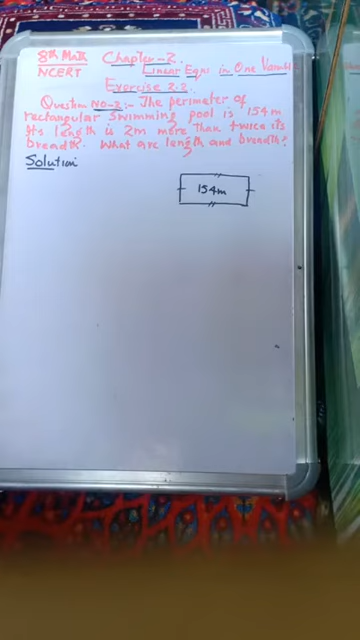 8th Math Chapter-2
NCERT Linear Eqns in One Variable
Exercise 2.2
Question NO-2:- The perimeter of
rectangular swimming pool is 154m
Its length is 2m more than twice its
breadth. What are length and breadth?
Solution
154m